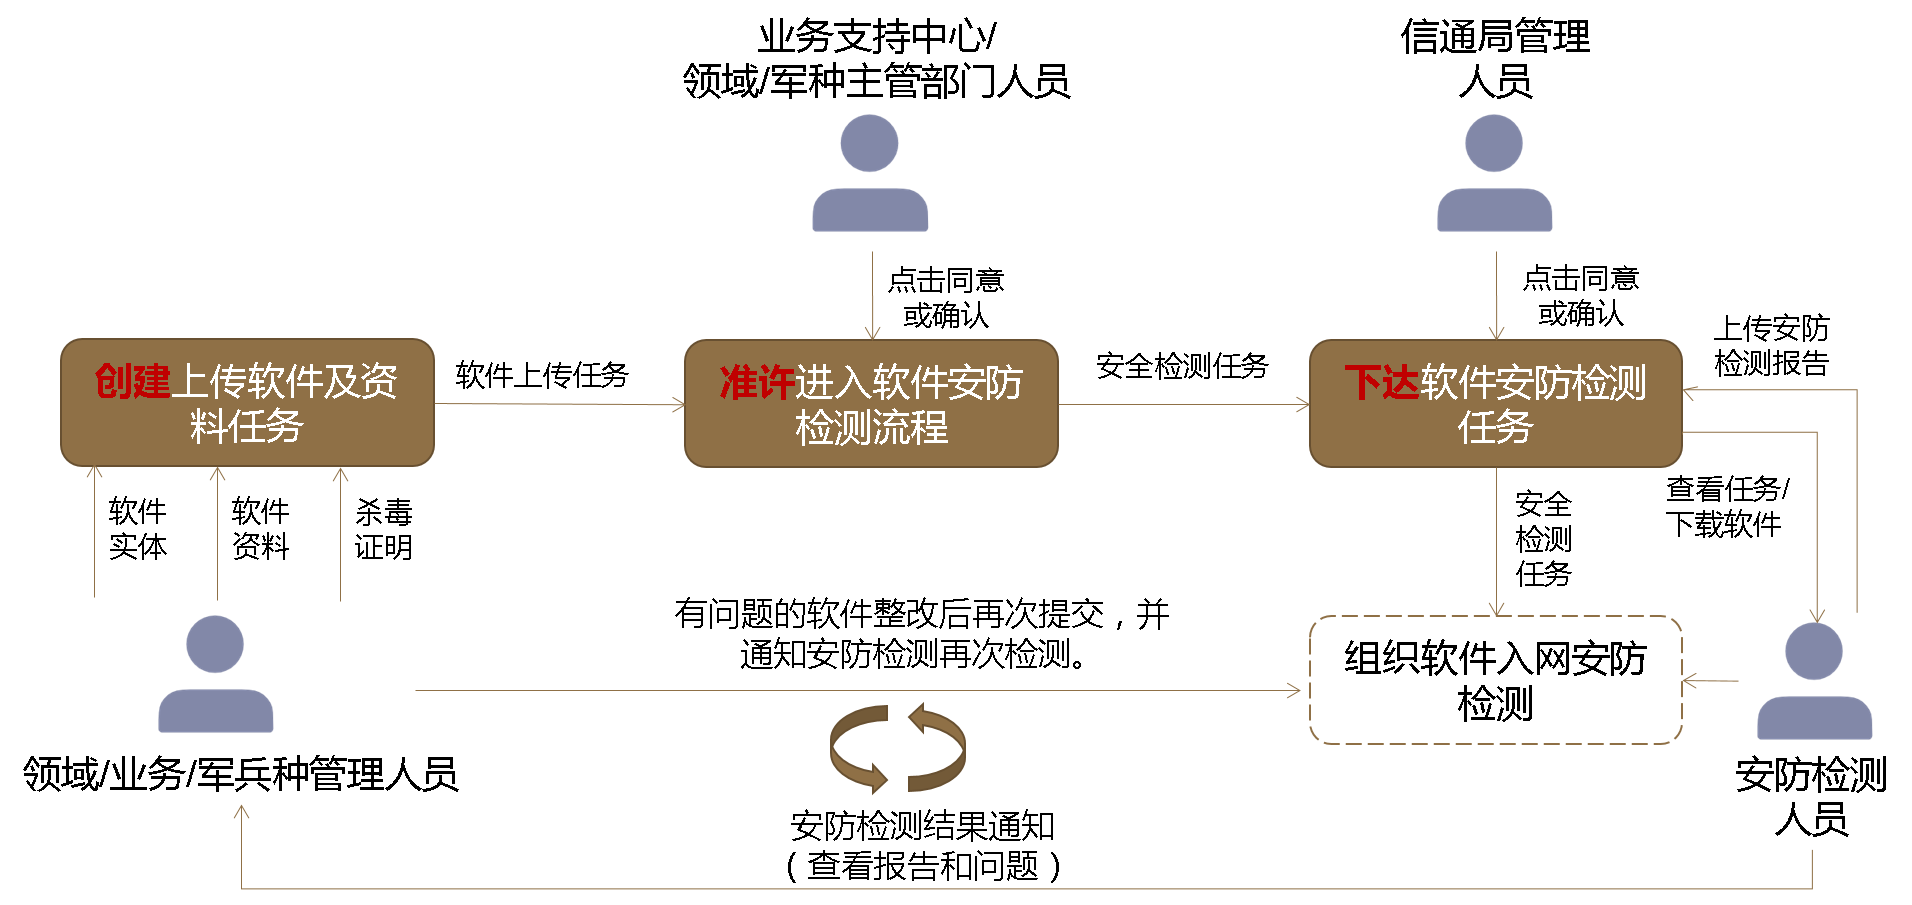 业务支持中心/
领域/军种主管部门人员
信通局管理
人员
点击同意
或确认
点击同意
或确认
上传安防
检测报告
创建上传软件及资
料任务
软件上传任务
准许进入软件安防
检测流程
安全检测任务
下达软件安防检测
任务
软件
实体
软件
资料
杀毒
证明
安全
检测
任务
查看任务/
下载软件
有问题的软件整改后再次提交，并
通知安防检测再次检测。
组织软件入网安防
检测
领域/业务/军兵种管理人员
安防检测
人员
安防检测结果通知
（查看报告和问题）